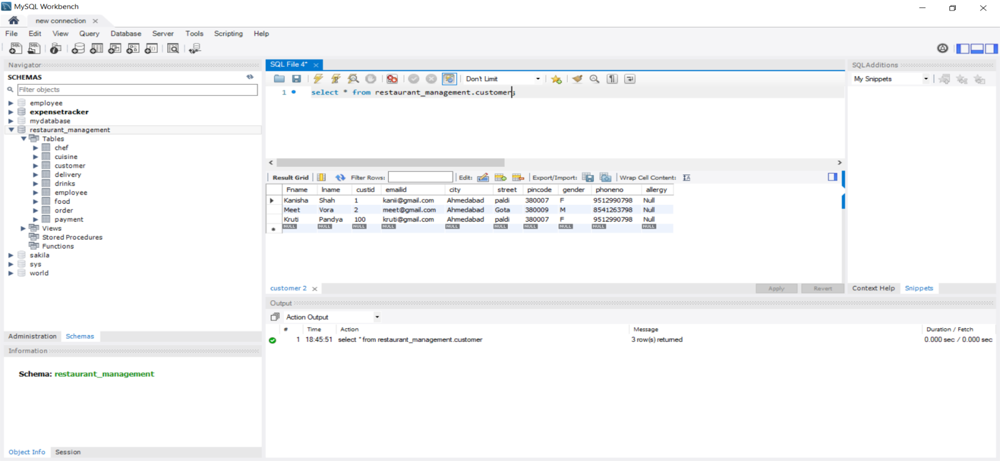 MySQL Workbench
new connection
File Edit View Query Database Server Tools Scripting Help
Navigator
SCHEMAS
Filter objects
employee
expensetracker
mydatabase
restaurant_management
Tables
chef
cuisine
customer
delivery
drinks
employee
food
order
payment
Views
Stored Procedures
Functions
sakila
sys
world
Administration Schemas
Information
Schema: restaurant_management
Object Info Session
SQL File 4*
Don't Limit
1 select * from restaurant_management.customer;
Result Grid Filter Rows: Edit: Export/Import: Wrap Cell Content:
Fname lname custid emailid city street pincode gender phoneno allergy
Kanisha Shah 1 kanii@gmail.com Ahmedabad paldi 380007 F 9512990798 Null
Meet Vora 2 meet@gmail.com Ahmedabad Gota 380009 M 8541263798 Null
Kruti Pandya 100 kruti@gmail.com Ahmedabad paldi 380007 F 9512990798 Null
NULL NULL NULL NULL NULL NULL NULL NULL NULL NULL
customer 2 Apply Revert
Output
Action Output
# Time Action Message Duration / Fetch
1 18:45:51 select * from restaurant_management.customer 3 row(s) returned 0.000 sec / 0.000 sec
SQLAdditions
My Snippets
Context Help Snippets